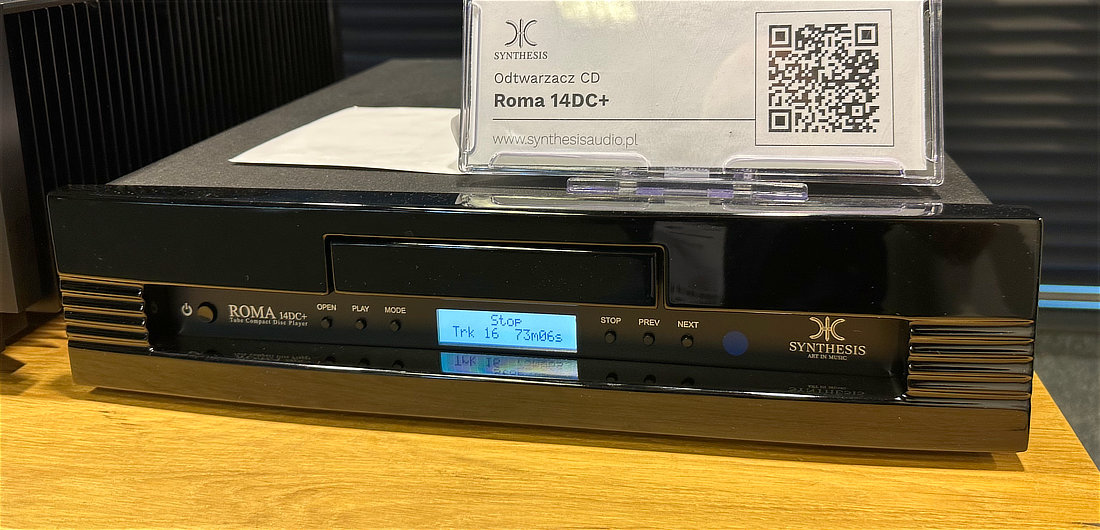 SYNTHESIS
Odtwarzacz CD
Roma 14DC+
www.synthesisaudio.pl
ROMA 14DC+
Tube Compact Disc Player
OPEN
PLAY
MODE
Stop
Trk 16 73m06s
STOP
PREV
NEXT
SYNTHESIS
ART IN MUSIC